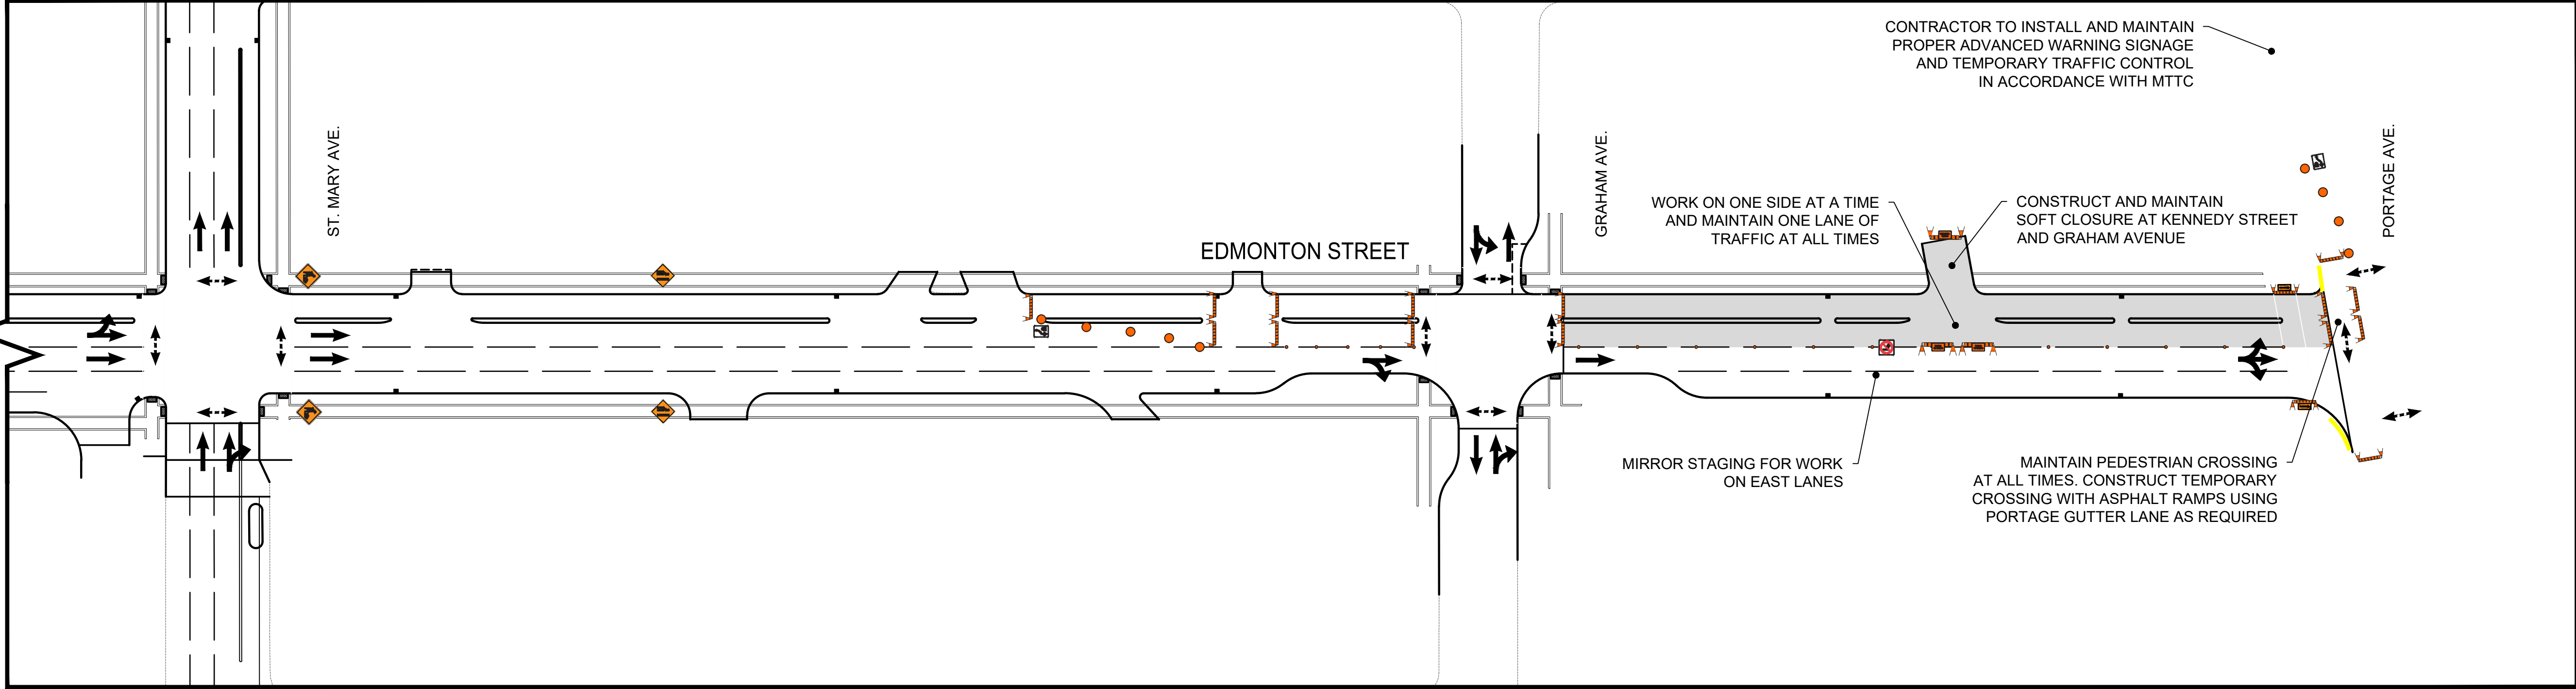 CONTRACTOR TO INSTALL AND MAINTAIN
PROPER ADVANCED WARNING SIGNAGE
AND TEMPORARY TRAFFIC CONTROL
IN ACCORDANCE WITH MTTC
ST. MARY AVE.
EDMONTON STREET
GRAHAM AVE.
PORTAGE AVE.
WORK ON ONE SIDE AT A TIME
AND MAINTAIN ONE LANE OF
TRAFFIC AT ALL TIMES
CONSTRUCT AND MAINTAIN
SOFT CLOSURE AT KENNEDY STREET
AND GRAHAM AVENUE
MIRROR STAGING FOR WORK
ON EAST LANES
MAINTAIN PEDESTRIAN CROSSING
AT ALL TIMES. CONSTRUCT TEMPORARY
CROSSING WITH ASPHALT RAMPS USING
PORTAGE GUTTER LANE AS REQUIRED